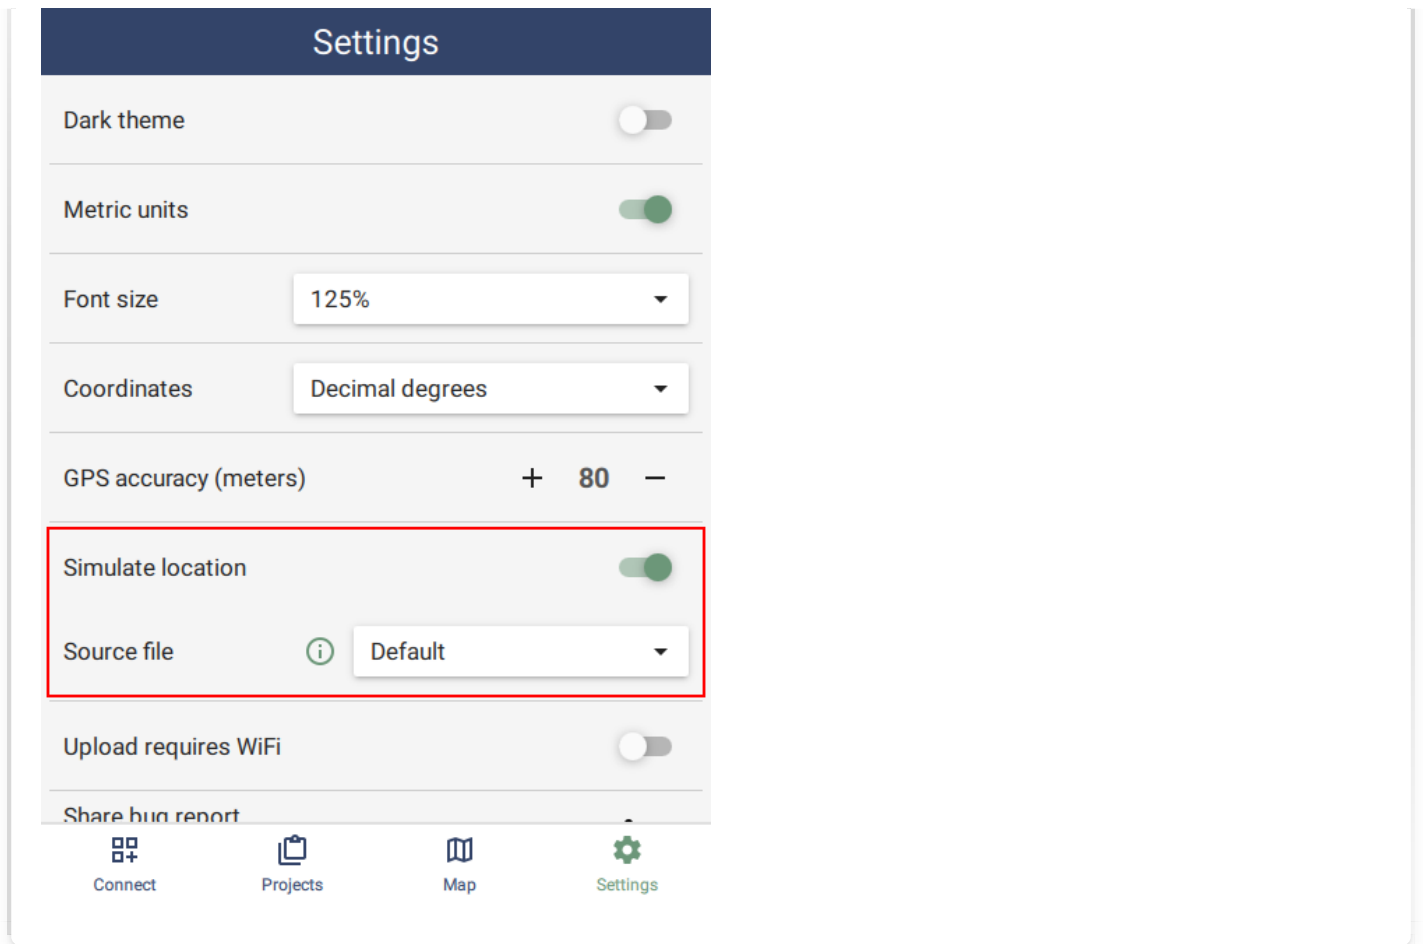 Settings
Dark theme
Metric units
Font size 125%
Coordinates Decimal degrees
GPS accuracy (meters) + 80 −
Simulate location
Source file Default
Upload requires WiFi
Share bug report
Connect Projects Map Settings